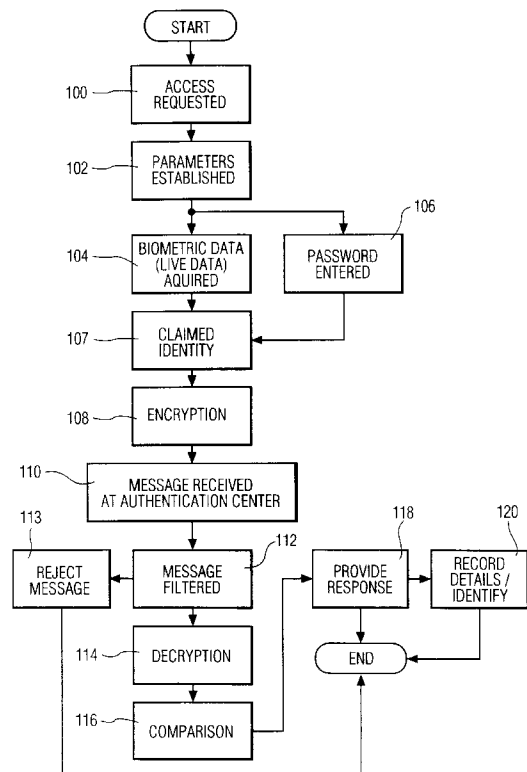 START
100
ACCESS
REQUESTED
102
PARAMETERS
ESTABLISHED
106
104
BIOMETRIC DATA
(LIVE DATA)
AQUIRED
PASSWORD
ENTERED
107
CLAIMED
IDENTITY
108
ENCRYPTION
110
MESSAGE RECEIVED
AT AUTHENTICATION CENTER
113
REJECT
MESSAGE
MESSAGE
FILTERED
112
118
PROVIDE
RESPONSE
120
RECORD
DETAILS /
IDENTIFY
114
DECRYPTION
END
116
COMPARISON